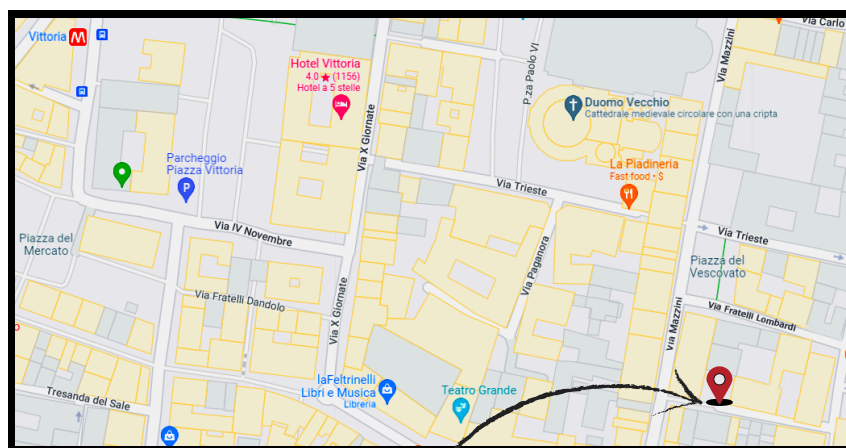 Via Carlo
Vittoria
M
Hotel Vittoria
4.0★ (1156)
Hotel a 5 stelle
Via X Giornate
P.za Paolo VI
Via Mazzini
Duomo Vecchio
Cattedrale medievale circolare con una cripta
Parcheggio
Piazza Vittoria
P
La Piadineria
Fast food • $
Via Trieste
Via IV Novembre
Via Trieste
Piazza del
Mercato
Via Paganora
Piazza del
Vescovato
Via Fratelli Dandolo
Via X Giornate
Via Mazzini
Via Fratelli Lombardi
laFeltrinelli
Libri e Musica
Libreria
Teatro Grande
Tresanda del Sale